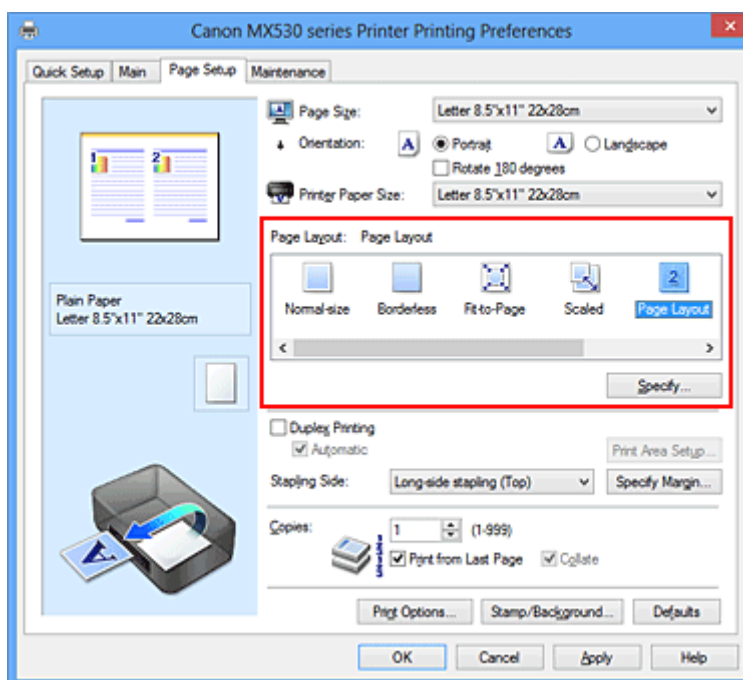 Canon MX530 series Printer Printing Preferences
x
Quick Setup Main Page Setup Maintenance
1 2
Plain Paper
Letter 8.5"x11" 22x28cm
A
Page Size: Letter 8.5"x11" 22x28cm
Orientation: A Portrait A Landscape
Rotate 180 degrees
Printer Paper Size: Letter 8.5"x11" 22x28cm
Page Layout: Page Layout
2
Normal-size Borderless Fit-to-Page Scaled Page Layout
Specify...
Duplex Printing
Automatic Print Area Setup...
Stapling Side: Long-side stapling (Top) Specify Margin...
Copies: 1 (1-999)
Print from Last Page Collate
Print Options... Stamp/Background... Defaults
OK Cancel Apply Help